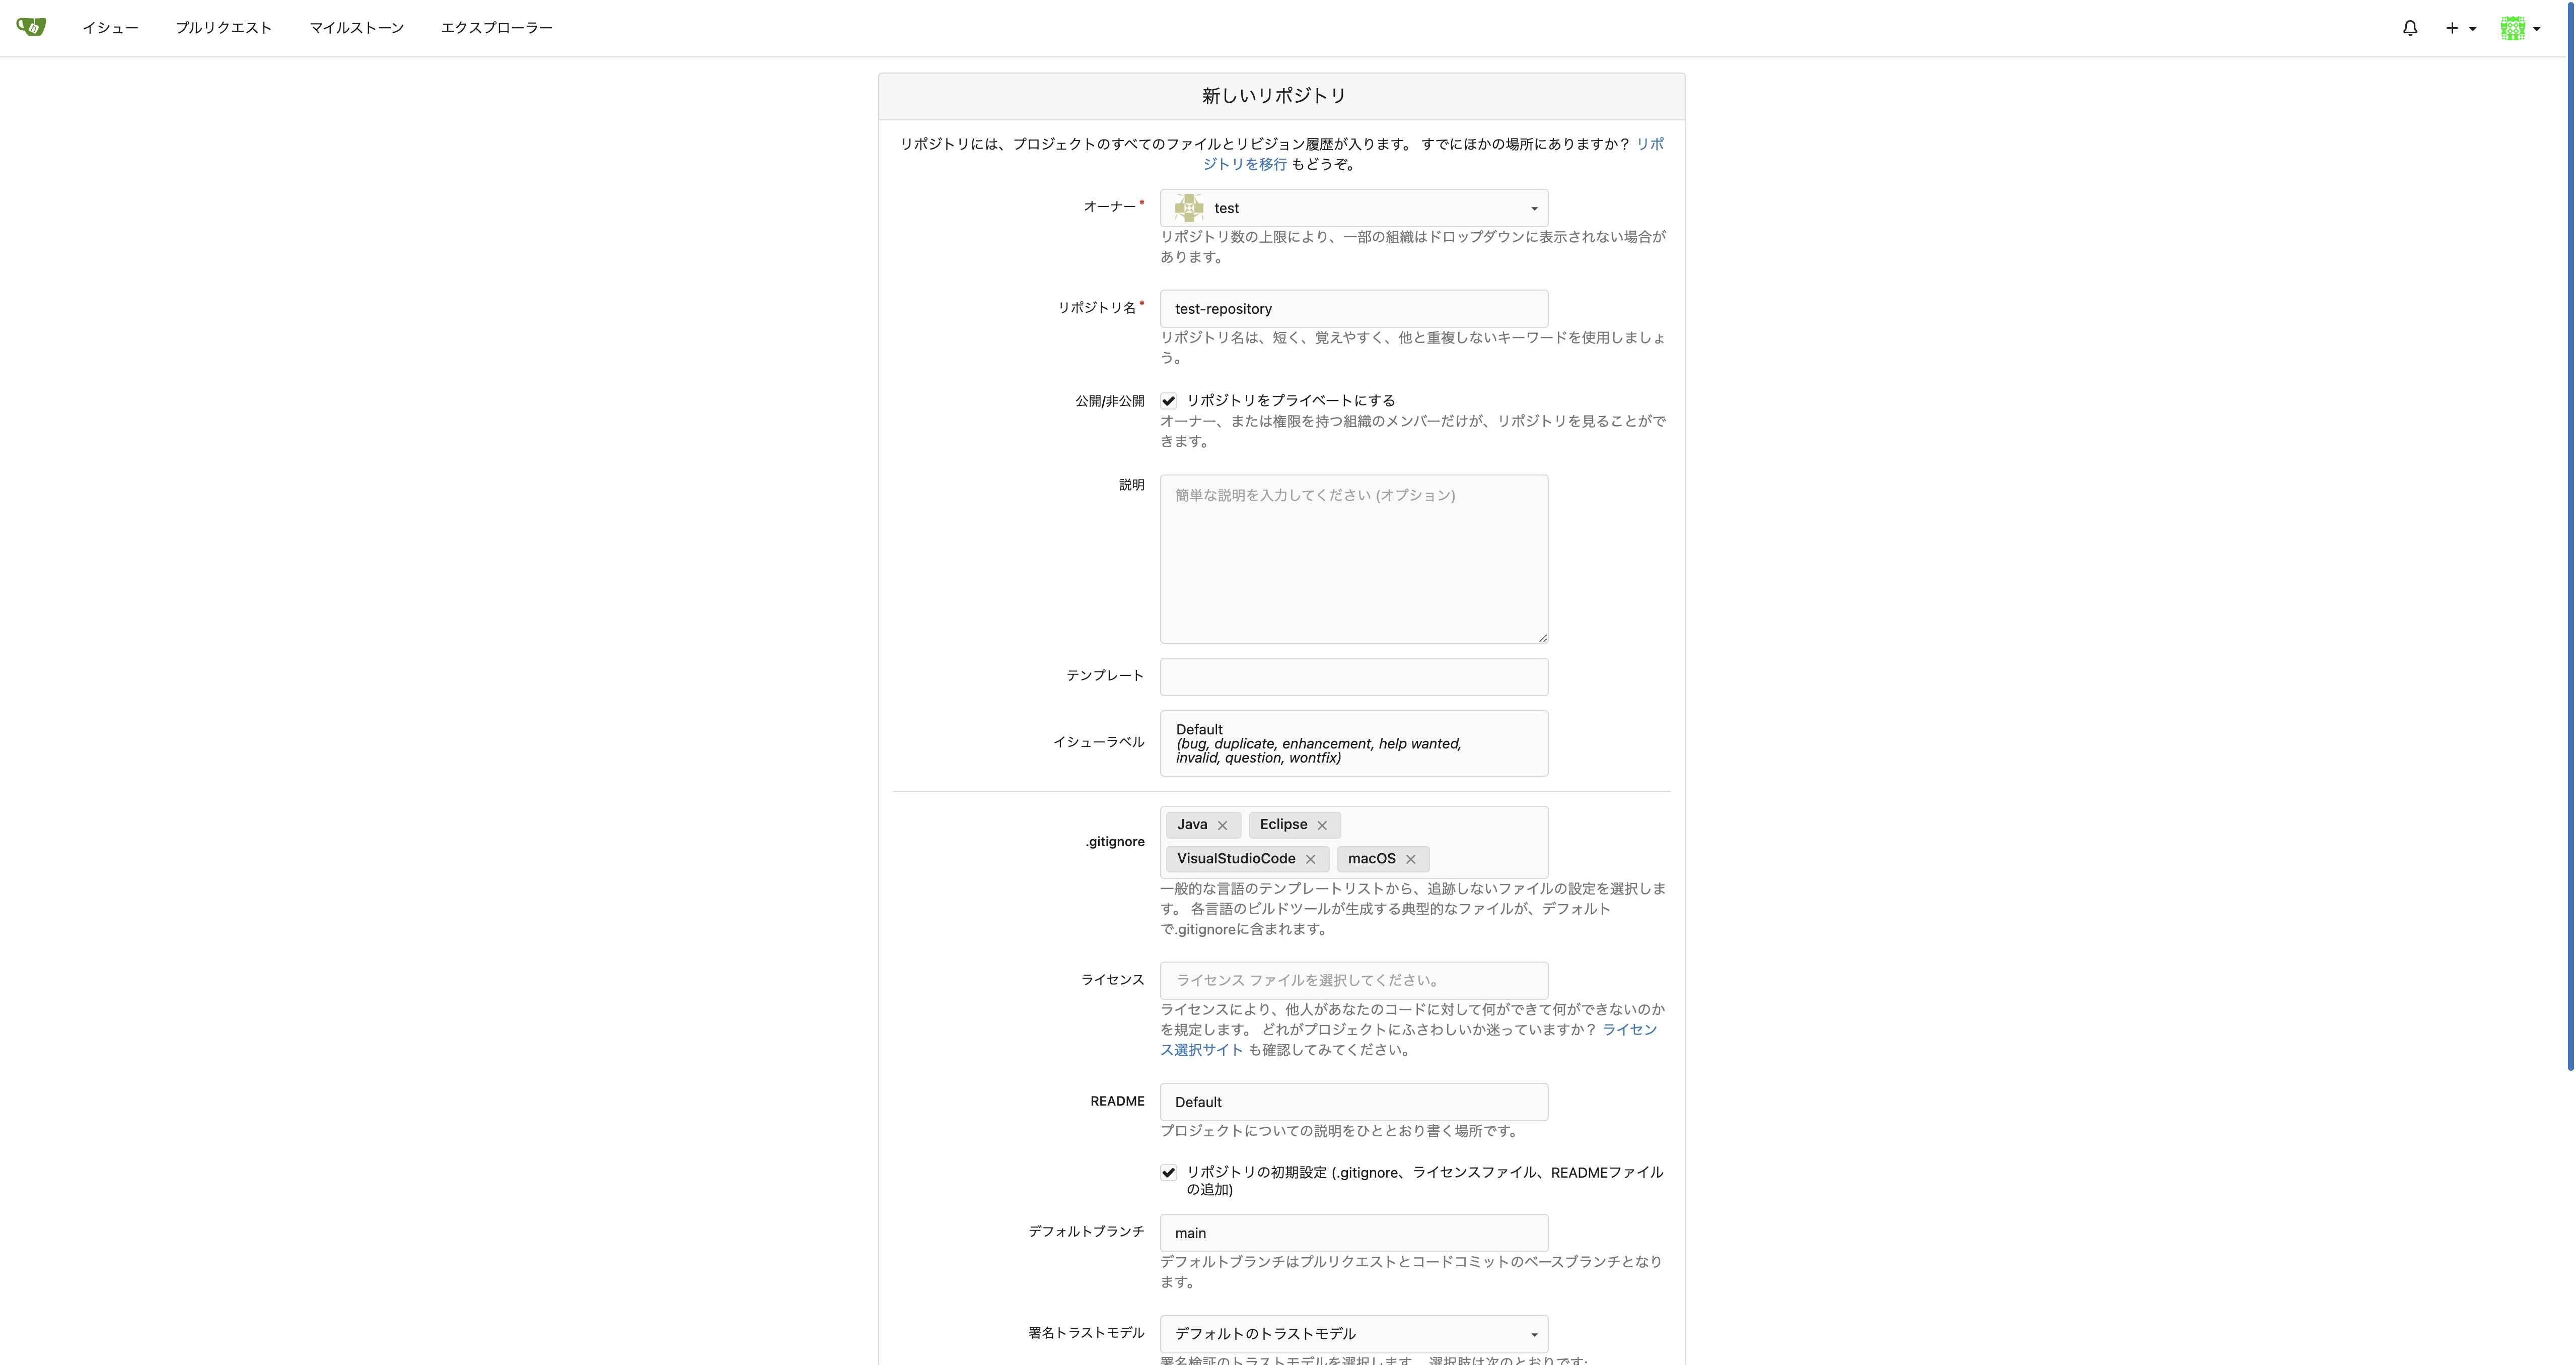 イシュー プルリクエスト マイルストーン エクスプローラー
新しいリポジトリ
リポジトリには、プロジェクトのすべてのファイルとリビジョン履歴が入ります。 すでにほかの場所にありますか? リポ
ジトリを移行 もどうぞ。
オーナー* test
リポジトリ数の上限により、一部の組織はドロップダウンに表示されない場合が
あります。
リポジトリ名* test-repository
リポジトリ名は、短く、覚えやすく、他と重複しないキーワードを使用しましょ
う。
公開/非公開 リポジトリをプライベートにする
オーナー、または権限を持つ組織のメンバーだけが、リポジトリを見ることがで
きます。
説明 簡単な説明を入力してください (オプション)
テンプレート
イシューラベル
Default
(bug, duplicate, enhancement, help wanted,
invalid, question, wontfix)
.gitignore
Java × Eclipse ×
VisualStudioCode × macOS ×
一般的な言語のテンプレートリストから、追跡しないファイルの設定を選択しま
す。 各言語のビルドツールが生成する典型的なファイルが、デフォルト
で.gitignoreに含まれます。
ライセンス ライセンス ファイルを選択してください。
ライセンスにより、他人があなたのコードに対して何ができて何ができないのか
を規定します。 どれがプロジェクトにふさわしいか迷っていますか? ライセン
ス選択サイト も確認してみてください。
README Default
プロジェクトについての説明をひととおり書く場所です。
リポジトリの初期設定 (.gitignore、ライセンスファイル、READMEファイル
の追加)
デフォルトブランチ main
デフォルトブランチはプルリクエストとコードコミットのベースブランチとなり
ます。
署名トラストモデル デフォルトのトラストモデル
署名検証のトラストモデルを選択します。 選択肢は次のとおりです: